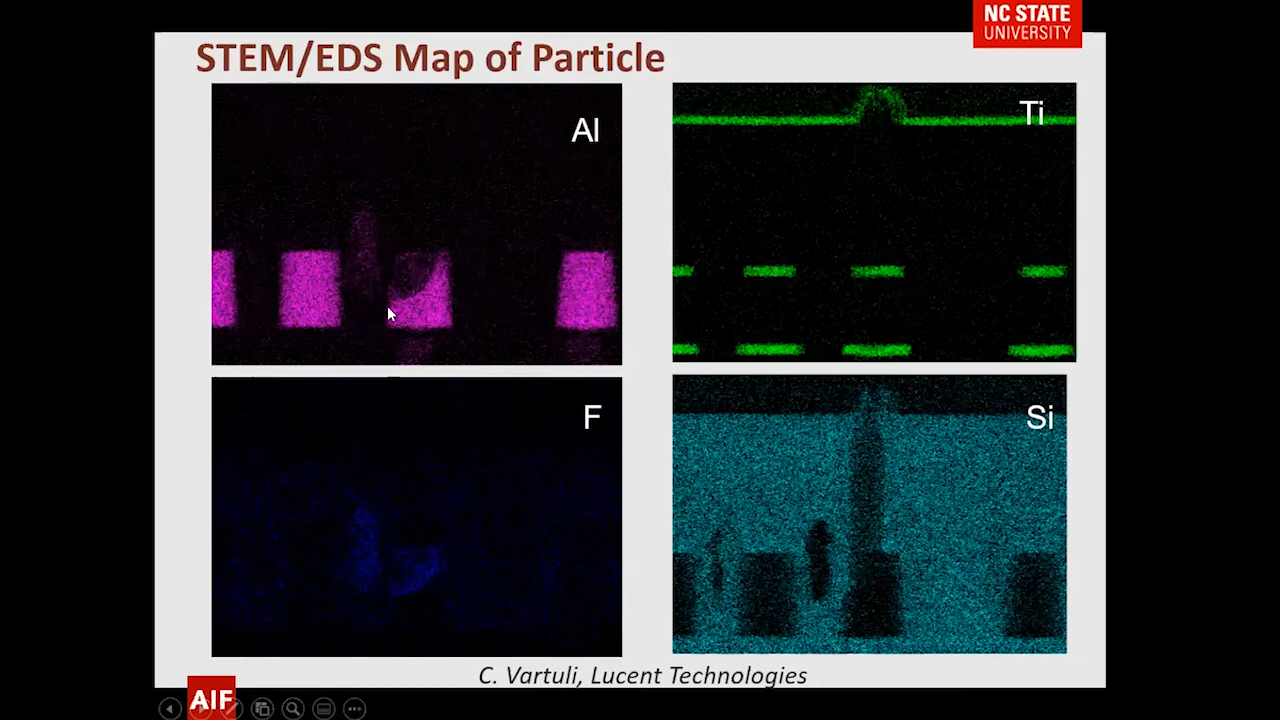 NC STATE
UNIVERSITY
STEM/EDS Map of Particle
Al
Ti
F
Si
C. Vartuli, Lucent Technologies
AIF